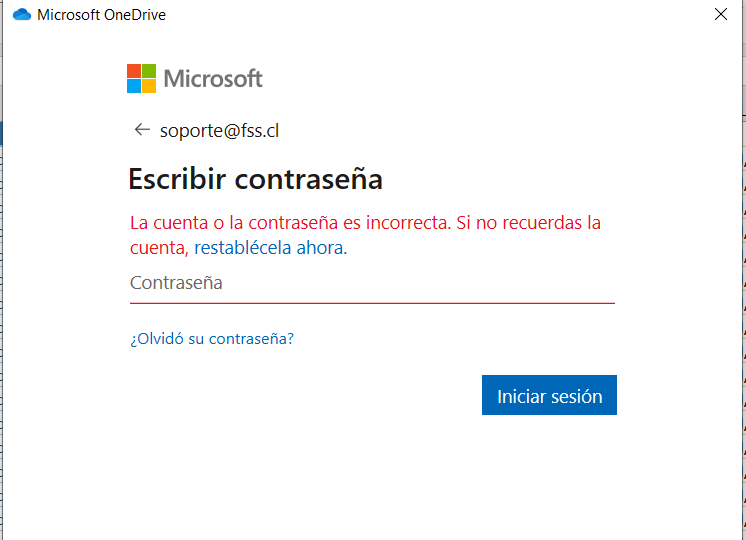 Microsoft OneDrive
Microsoft
soporte@fss.cl
Escribir contraseña
La cuenta o la contraseña es incorrecta. Si no recuerdas la
cuenta, restablécela ahora.
Contraseña
¿Olvidó su contraseña?
Iniciar sesión